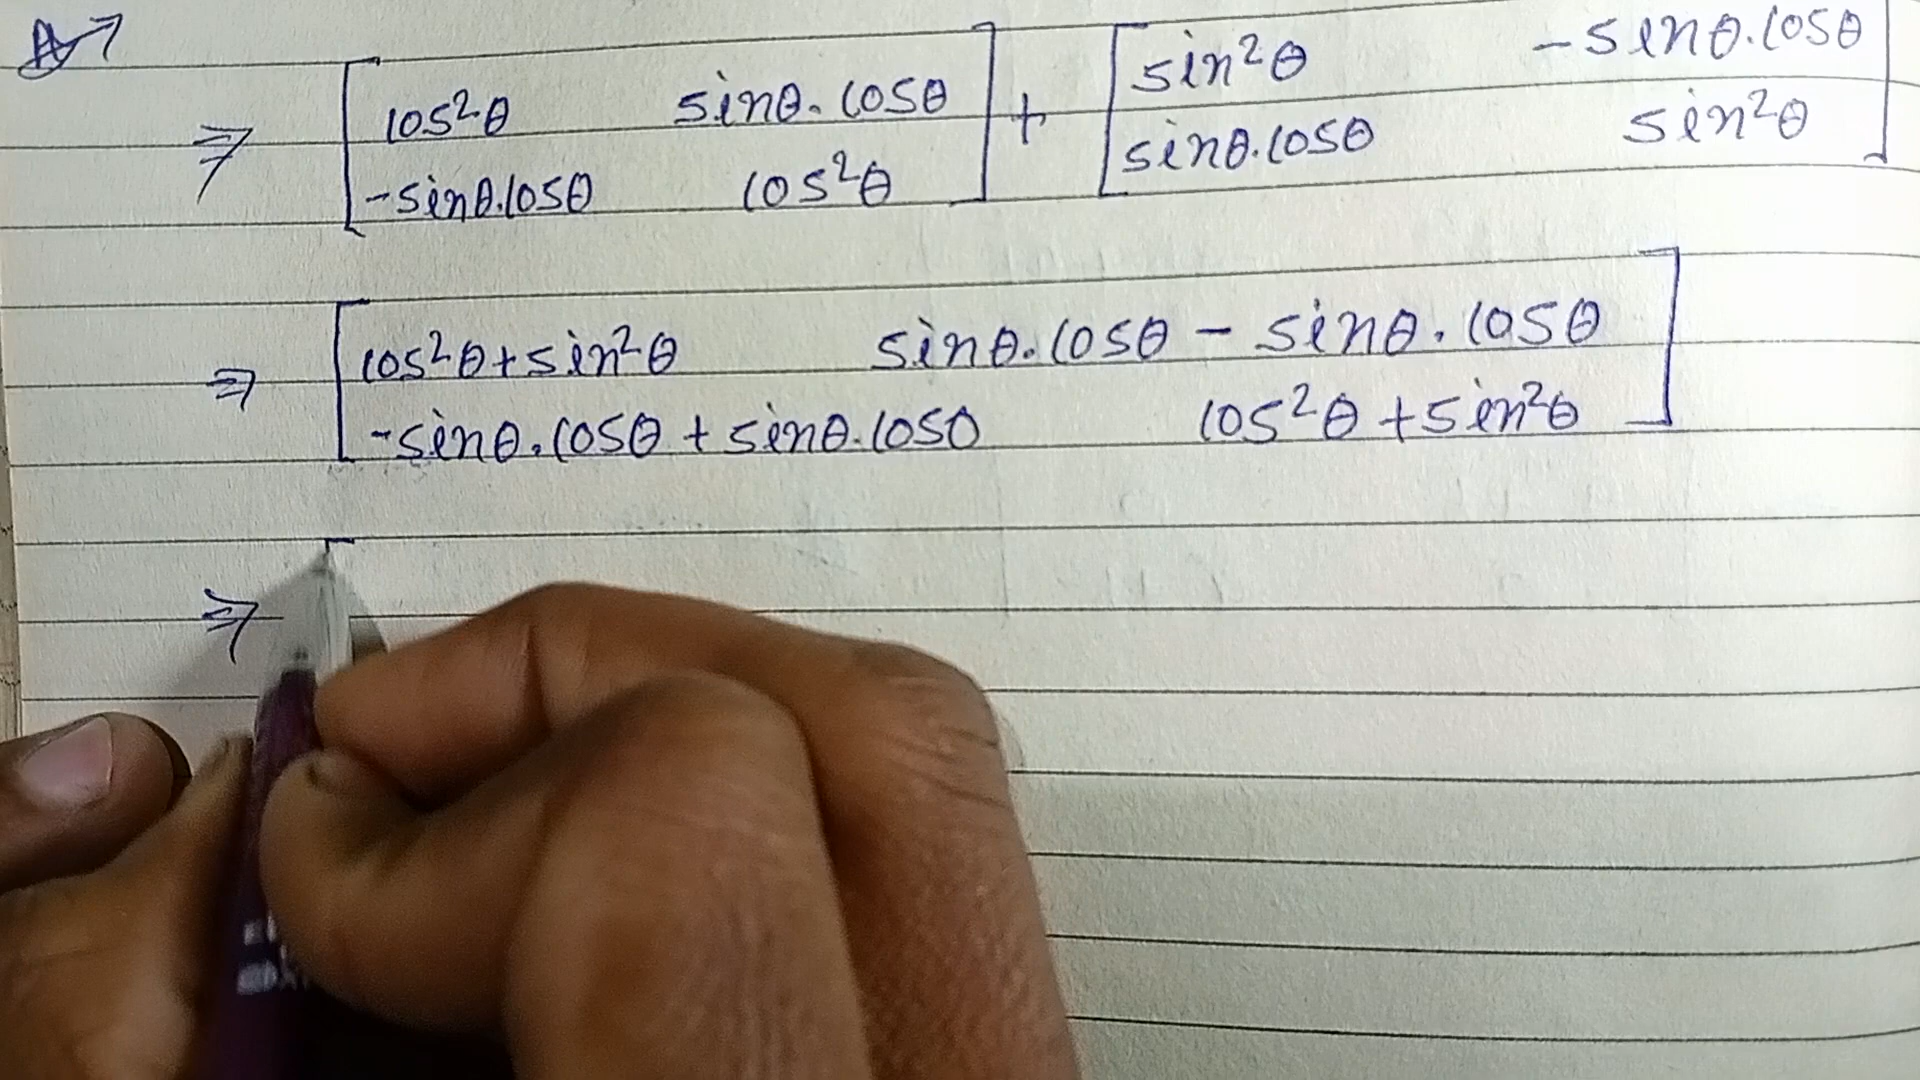 A→
⇒ [cos²θ sinθ.cosθ] + [sin²θ -sinθ.cosθ]
[-sinθ.cosθ cos²θ] [sinθ.cosθ sin²θ]
⇒ [cos²θ+sin²θ sinθ.cosθ - sinθ.cosθ]
[-sinθ.cosθ + sinθ.cosθ cos²θ+sin²θ]
⇒ [